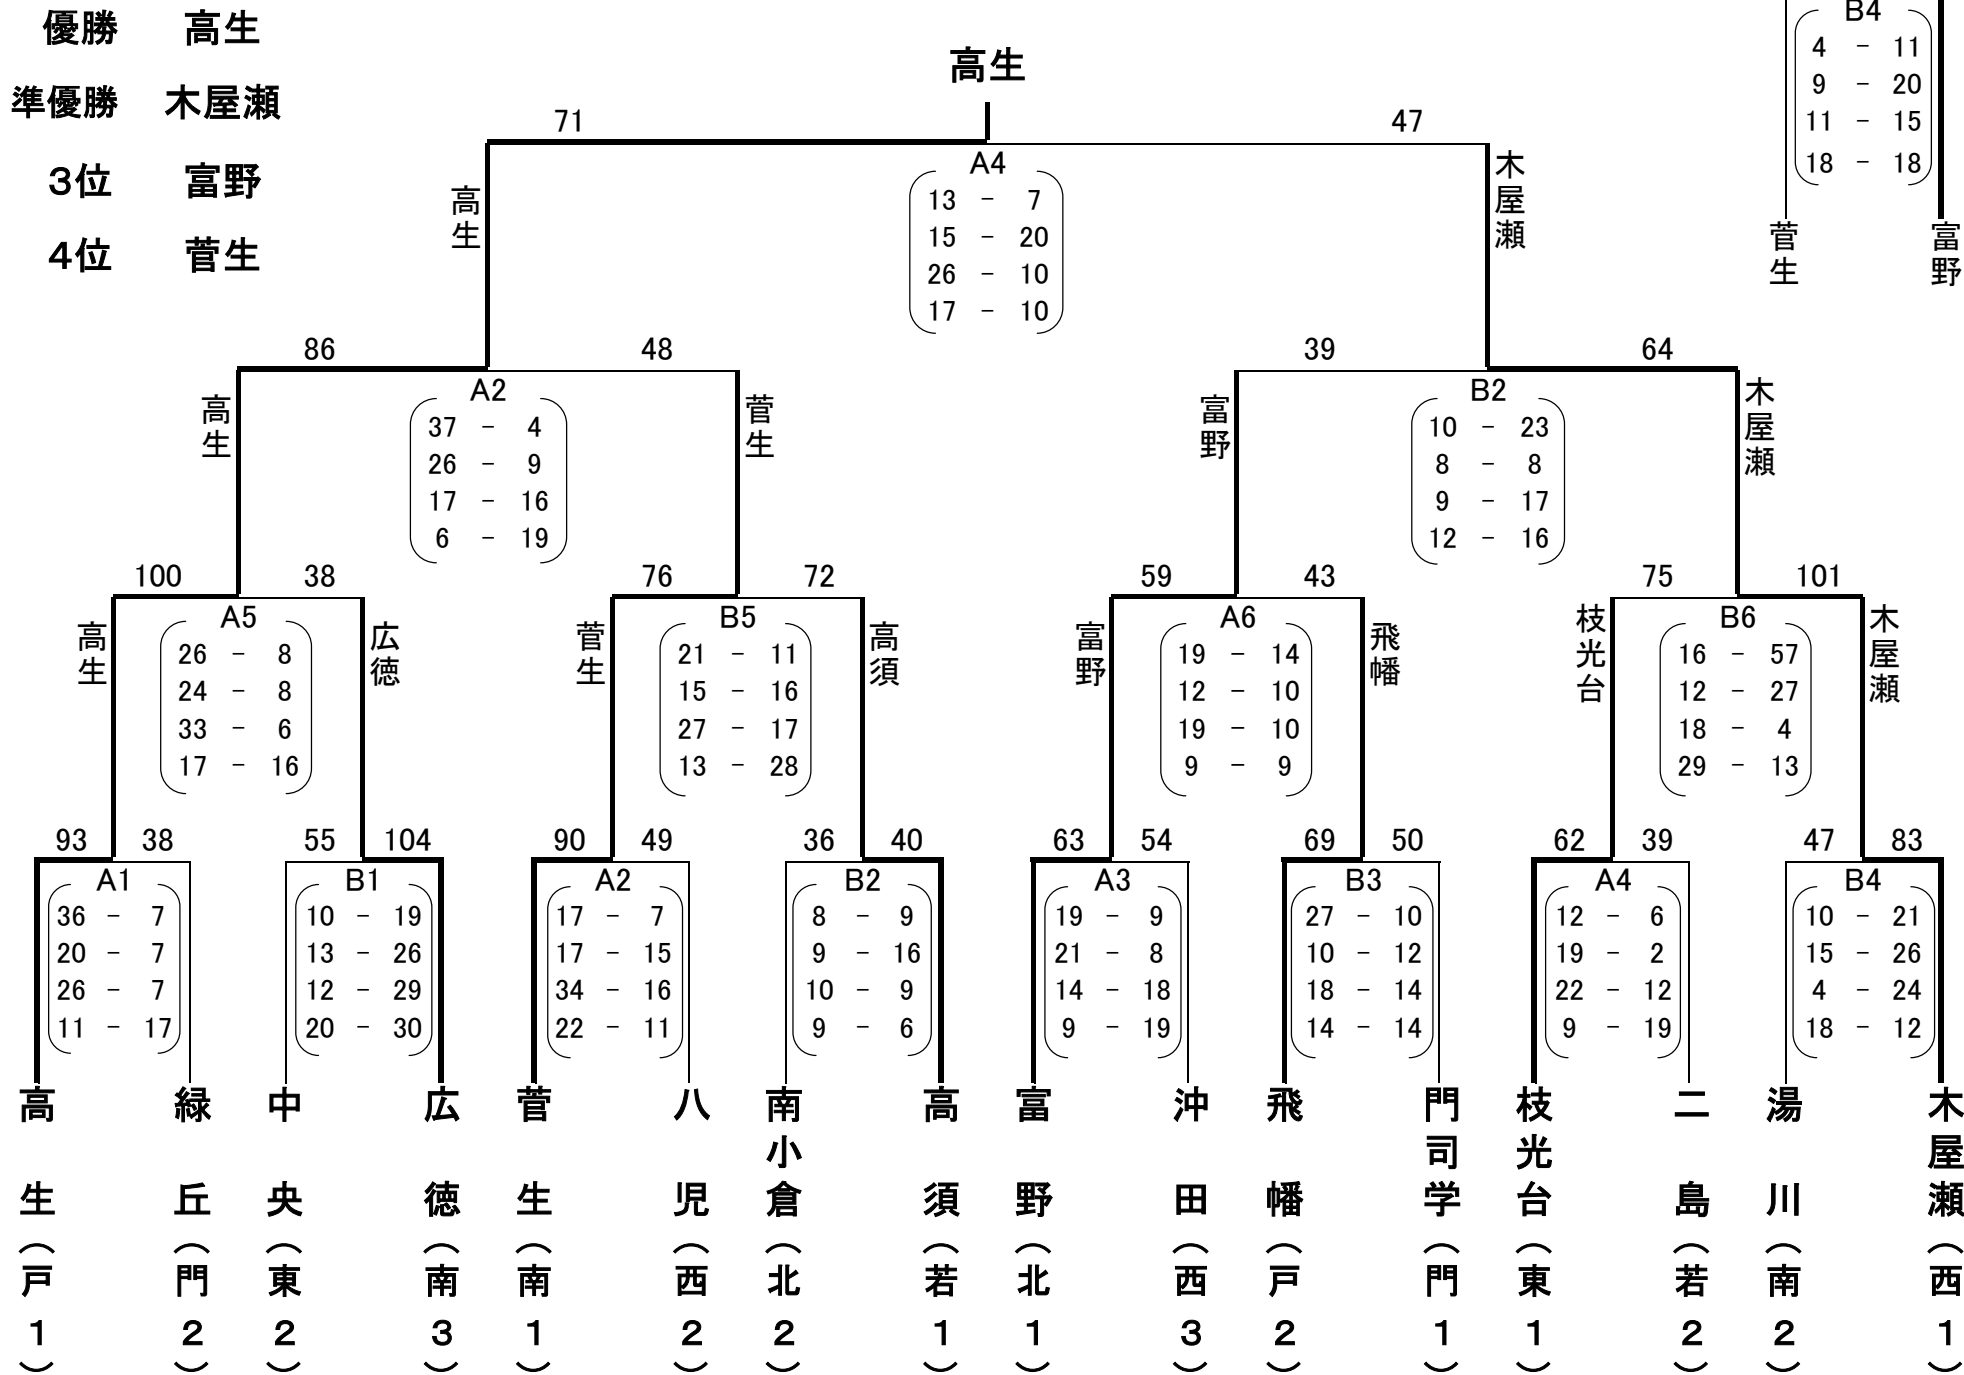 優勝 高生
準優勝 木屋瀬
3位 富野
4位 菅生
B4
4 - 11
9 - 20
11 - 15
18 - 18
菅生 富野
高生
71 47
A4
13 - 7
15 - 20
26 - 10
17 - 10
高生 木屋瀬
86 48
A2
37 - 4
26 - 9
17 - 16
6 - 19
高生 菅生
39 64
B2
10 - 23
8 - 8
9 - 17
12 - 16
富野 木屋瀬
100 38
A5
26 - 8
24 - 8
33 - 6
17 - 16
高生 広徳
76 72
B5
21 - 11
15 - 16
27 - 17
13 - 28
菅生 高須
59 43
A6
19 - 14
12 - 10
19 - 10
9 - 9
富野 飛幡
75 101
B6
16 - 57
12 - 27
18 - 4
29 - 13
枝光台 木屋瀬
93 38
A1
36 - 7
20 - 7
26 - 7
11 - 17
55 104
B1
10 - 19
13 - 26
12 - 29
20 - 30
90 49
A2
17 - 7
17 - 15
34 - 16
22 - 11
36 40
B2
8 - 9
9 - 16
10 - 9
9 - 6
63 54
A3
19 - 9
21 - 8
14 - 18
9 - 19
69 50
B3
27 - 10
10 - 12
18 - 14
14 - 14
62 39
A4
12 - 6
19 - 2
22 - 12
9 - 19
47 83
B4
10 - 21
15 - 26
4 - 24
18 - 12
高生(戸1)
緑丘(門2)
中央(東2)
広徳(南3)
菅生(南1)
八児(西2)
南小倉(北2)
高須(若1)
富野(北1)
沖田(西3)
飛幡(戸2)
門司学(門1)
枝光台(東1)
二島(若2)
湯川(南2)
木屋瀬(西1)